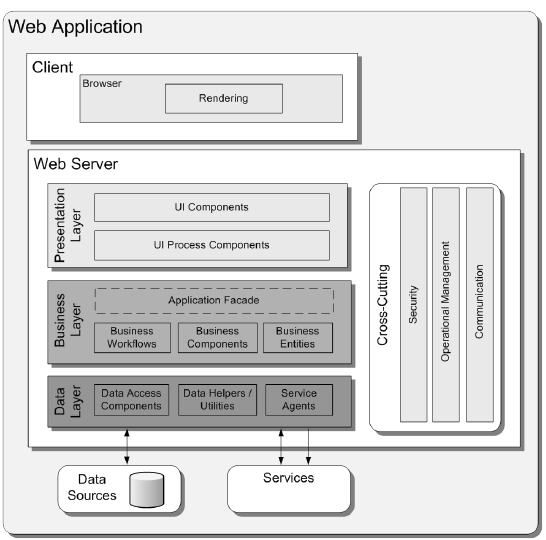 Web Application
Client
Browser
Rendering
Web Server
Presentation
Layer
UI Components
UI Process Components
Business
Layer
Application Facade
Business
Workflows
Business
Components
Business
Entities
Data
Layer
Data Access
Components
Data Helpers /
Utilities
Service
Agents
Cross-Cutting
Security
Operational Management
Communication
Data
Sources
Services